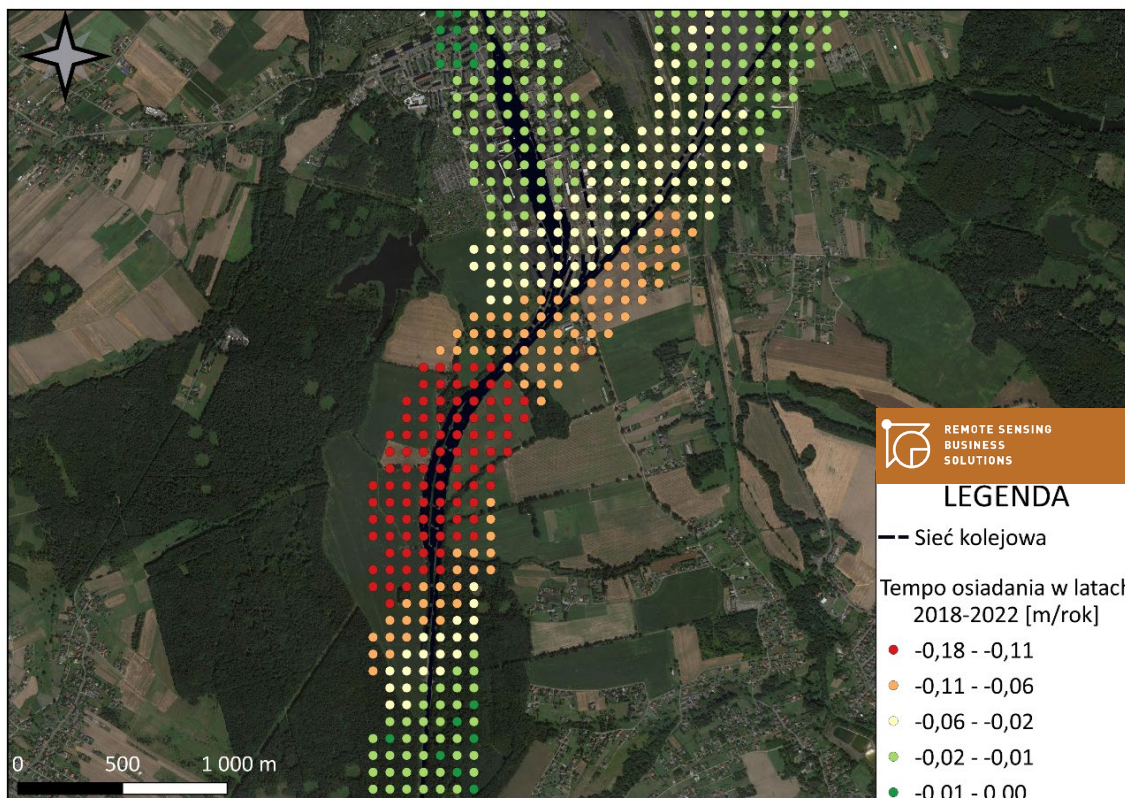 REMOTE SENSING
BUSINESS
SOLUTIONS
LEGENDA
Sieć kolejowa
Tempo osiadania w latach
2018-2022 [m/rok]
-0,18 - -0,11
-0,11 - -0,06
-0,06 - -0,02
-0,02 - -0,01
-0,01 - 0,00
0 500 1 000 m